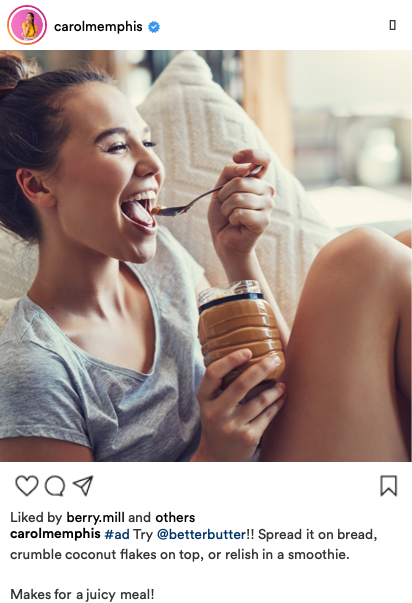 carolmemphis
Liked by berry.mill and others
carolmemphis #ad Try @betterbutter!! Spread it on bread,
crumble coconut flakes on top, or relish in a smoothie.
Makes for a juicy meal!